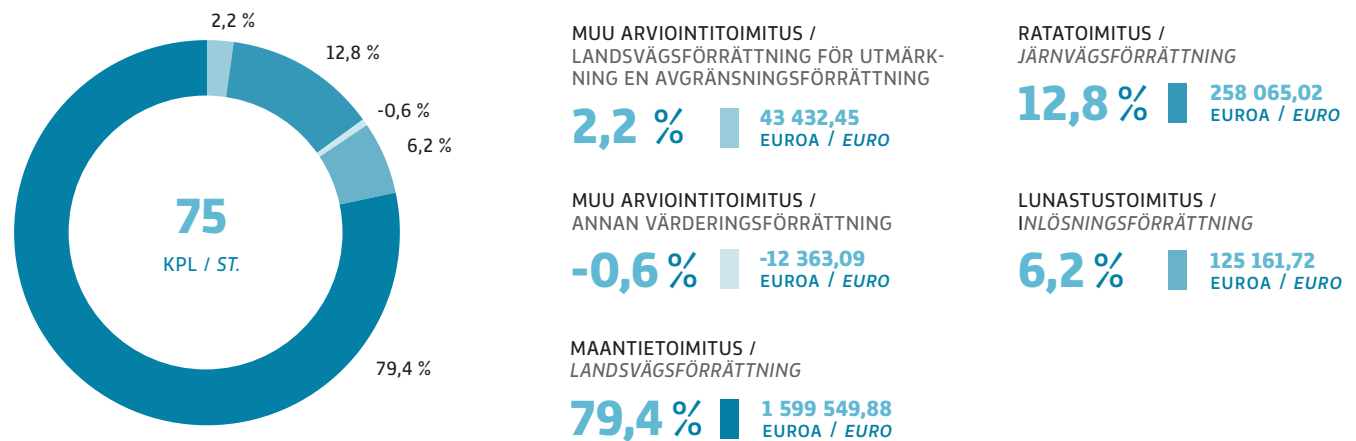 2,2 %
12,8 %
-0,6 %
6,2 %
79,4 %
75
KPL / ST.
MUU ARVIOINTITOIMITUS /
LANDSVÄGSFÖRRÄTTNING FÖR UTMÄRK-
NING EN AVGRÄNSNINGSFÖRRÄTTNING
2,2 %
43 432,45
EUROA / EURO
RATATOIMITUS /
JÄRNVÄGSFÖRRÄTTNING
12,8 %
258 065,02
EUROA / EURO
MUU ARVIOINTITOIMITUS /
ANNAN VÄRDERINGSFÖRRÄTTNING
-0,6 %
-12 363,09
EUROA / EURO
LUNASTUSTOIMITUS /
INLÖSNINGSFÖRRÄTTNING
6,2 %
125 161,72
EUROA / EURO
MAANTIETOIMITUS /
LANDSVÄGSFÖRRÄTTNING
79,4 %
1 599 549,88
EUROA / EURO